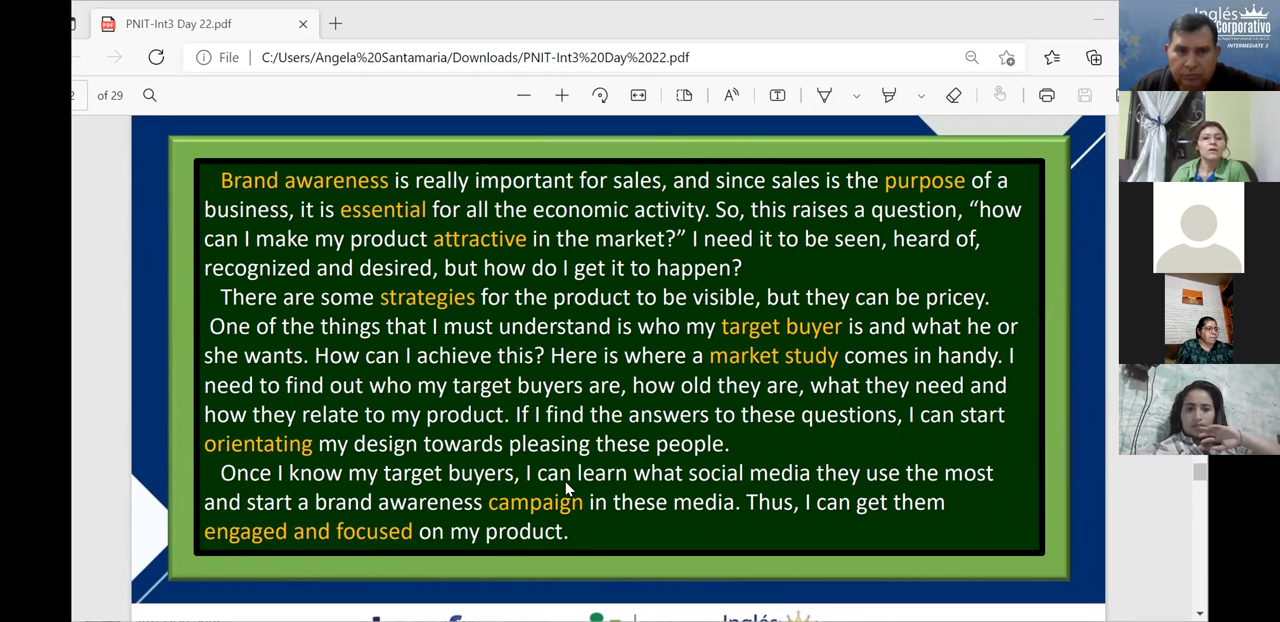 PNIT-Int3 Day 22.pdf
File
C:/Users/Angela%20Santamaria/Downloads/PNIT-Int3%20Day%2022.pdf
of 29
Brand awareness is really important for sales, and since sales is the purpose of a
business, it is essential for all the economic activity. So, this raises a question, “how
can I make my product attractive in the market?” I need it to be seen, heard of,
recognized and desired, but how do I get it to happen?
There are some strategies for the product to be visible, but they can be pricey.
One of the things that I must understand is who my target buyer is and what he or
she wants. How can I achieve this? Here is where a market study comes in handy. I
need to find out who my target buyers are, how old they are, what they need and
how they relate to my product. If I find the answers to these questions, I can start
orientating my design towards pleasing these people.
Once I know my target buyers, I can learn what social media they use the most
and start a brand awareness campaign in these media. Thus, I can get them
engaged and focused on my product.
Inglés
Inglés
Corporativo
INTERMEDIATE 3